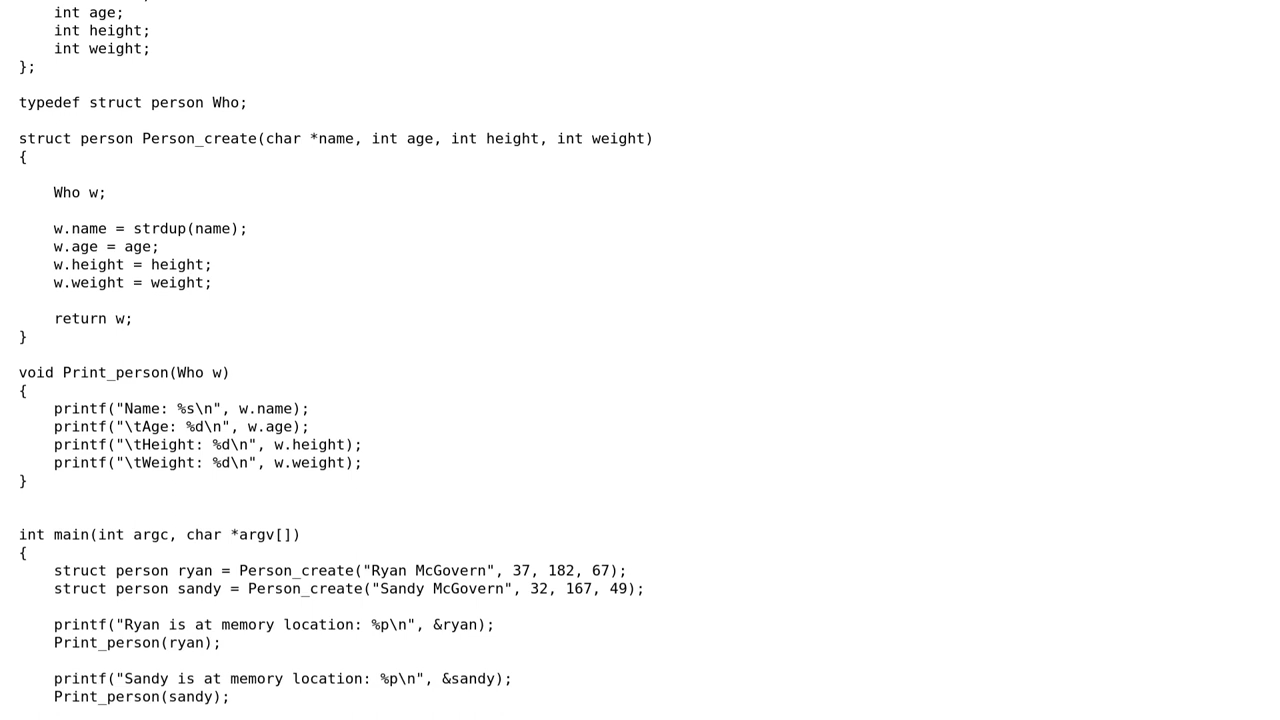 int age;
    int height;
    int weight;
};

typedef struct person Who;

struct person Person_create(char *name, int age, int height, int weight)
{

    Who w;

    w.name = strdup(name);
    w.age = age;
    w.height = height;
    w.weight = weight;

    return w;
}

void Print_person(Who w)
{
    printf("Name: %s\n", w.name);
    printf("\tAge: %d\n", w.age);
    printf("\tHeight: %d\n", w.height);
    printf("\tWeight: %d\n", w.weight);
}


int main(int argc, char *argv[])
{
    struct person ryan = Person_create("Ryan McGovern", 37, 182, 67);
    struct person sandy = Person_create("Sandy McGovern", 32, 167, 49);

    printf("Ryan is at memory location: %p\n", &ryan);
    Print_person(ryan);

    printf("Sandy is at memory location: %p\n", &sandy);
    Print_person(sandy);